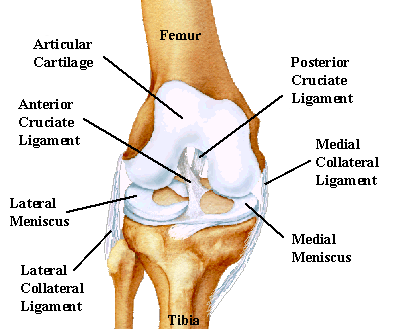 Femur
Articular
Cartilage
Posterior
Cruciate
Ligament
Anterior
Cruciate
Ligament
Medial
Collateral
Ligament
Lateral
Meniscus
Medial
Meniscus
Lateral
Collateral
Ligament
Tibia